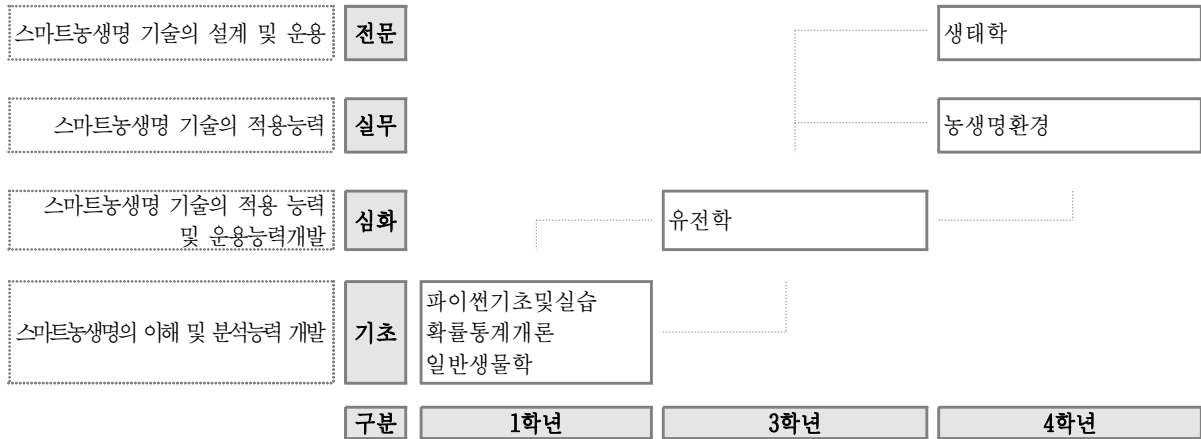 스마트농생명 기술의 설계 및 운용
전문
생태학
스마트농생명 기술의 적용능력
실무
농생명환경
스마트농생명 기술의 적용 능력
및 운용능력개발
심화
유전학
스마트농생명의 이해 및 분석능력 개발
기초
파이썬기초및실습
확률통계개론
일반생물학
구분
1학년
3학년
4학년